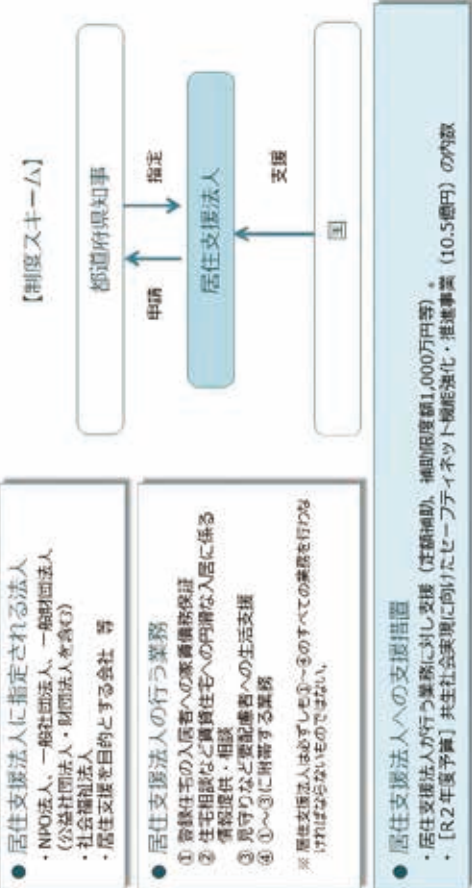 ● 居住支援法人に指定される法人
・NPO法人、一般社団法人、一般財団法人
(公益社団法人・財団法人を含む)
・社会福祉法人
・居住支援を目的とする会社 等
● 居住支援法人の行う業務
① 登録住宅の入居者への家賃債務保証
② 住宅相談など賃貸住宅への円滑な入居に係る
情報提供・相談
③ 見守りなど要配慮者への生活支援
④ ①~③に附帯する業務
※ 居住支援法人は必ずしも①~④のすべての業務を行わな
ければならないものではない。
【制度スキーム】
都道府県知事
申請
指定
居住支援法人
支援
国
● 居住支援法人への支援措置
・居住支援法人が行う業務に対し支援(定額補助、補助限度額1,000万円等)。
・[R2年度予算]共生社会実現に向けたセーフティネット機能強化・推進事業(10.5億円)の内数